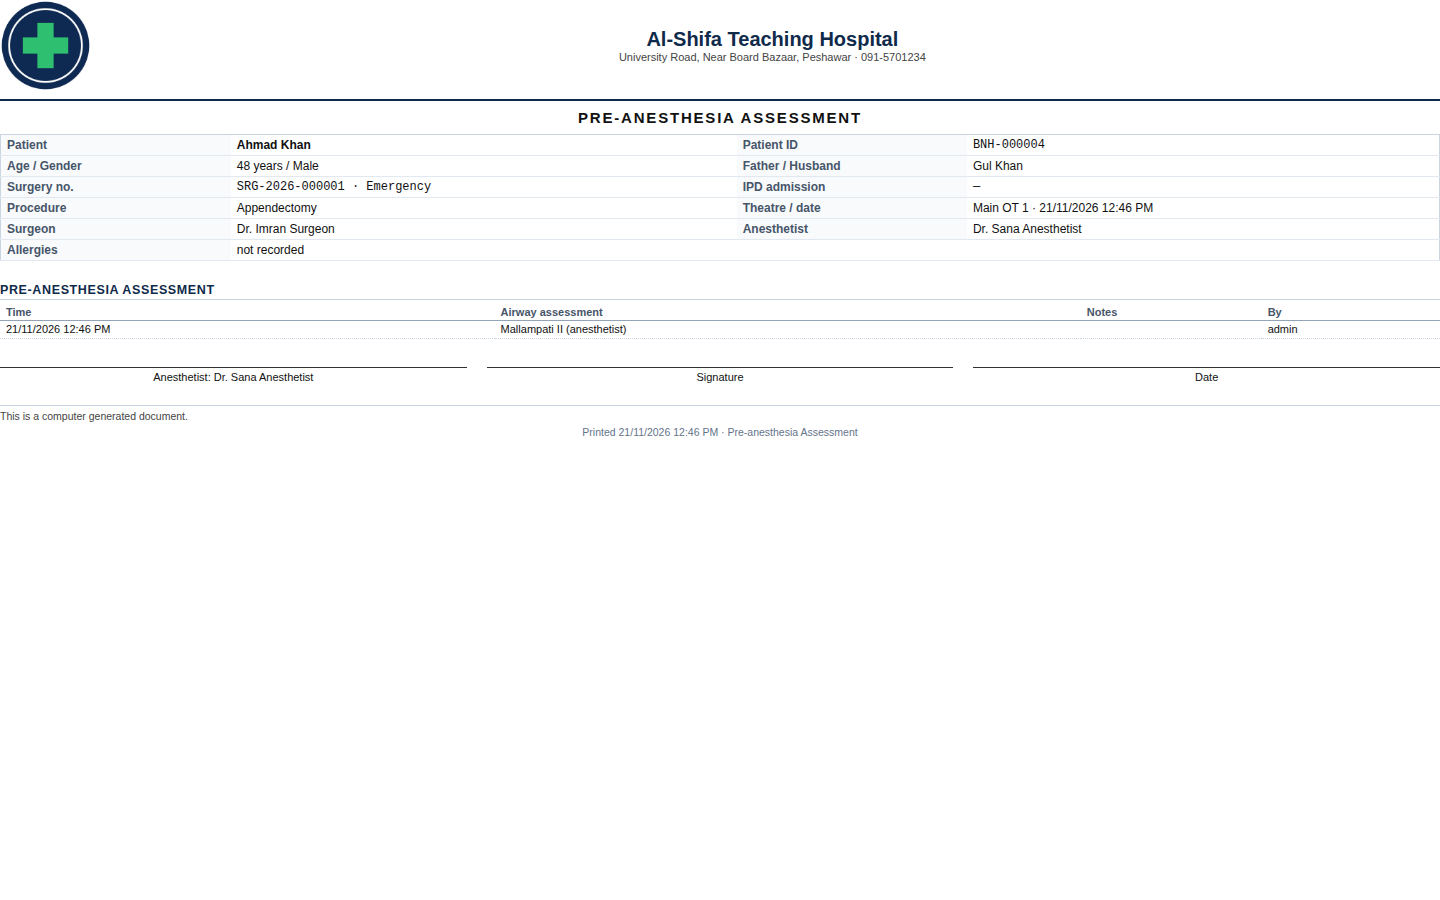 Al-Shifa Teaching Hospital
University Road, Near Board Bazaar, Peshawar · 091-5701234
PRE-ANESTHESIA ASSESSMENT
Patient Ahmad Khan Patient ID BNH-000004
Age / Gender 48 years / Male Father / Husband Gul Khan
Surgery no. SRG-2026-000001 · Emergency IPD admission —
Procedure Appendectomy Theatre / date Main OT 1 · 21/11/2026 12:46 PM
Surgeon Dr. Imran Surgeon Anesthetist Dr. Sana Anesthetist
Allergies not recorded
PRE-ANESTHESIA ASSESSMENT
Time Airway assessment Notes By
21/11/2026 12:46 PM Mallampati II (anesthetist) admin
Anesthetist: Dr. Sana Anesthetist Signature Date
This is a computer generated document.
Printed 21/11/2026 12:46 PM · Pre-anesthesia Assessment